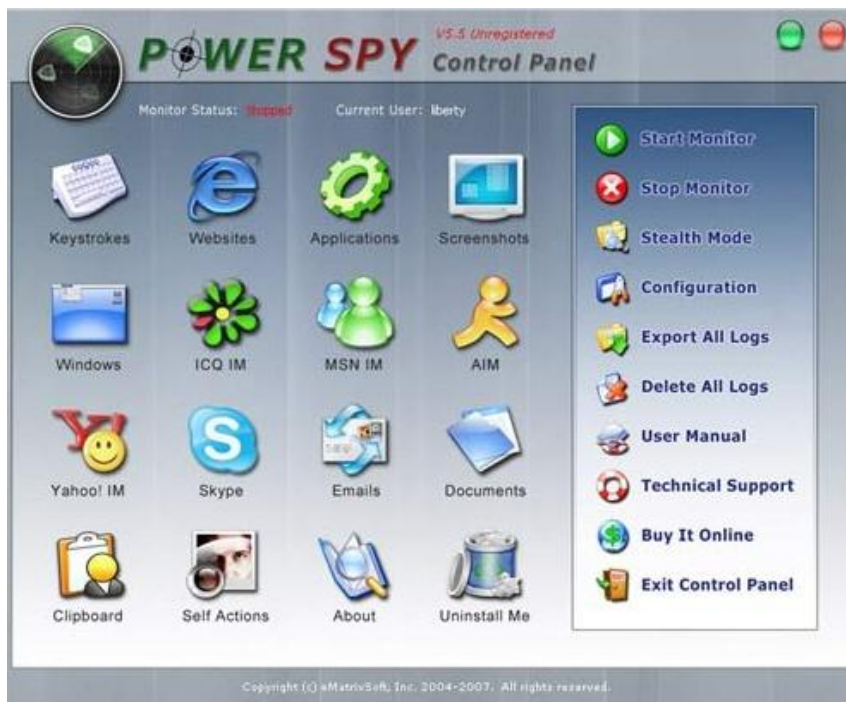 POWER SPY
V5.5 Unregistered
Control Panel
Monitor Status: Stopped Current User: liberty
Keystrokes Websites Applications Screenshots
Windows ICQ IM MSN IM AIM
Yahoo! IM Skype Emails Documents
Clipboard Self Actions About Uninstall Me
Start Monitor
Stop Monitor
Stealth Mode
Configuration
Export All Logs
Delete All Logs
User Manual
Technical Support
Buy It Online
Exit Control Panel
Copyright (c) eMatrixSoft, Inc. 2004-2007. All rights reserved.